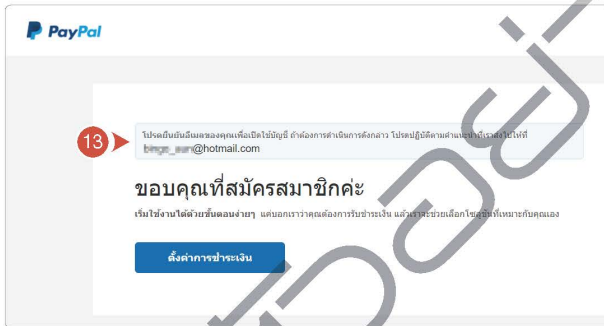 PayPal
13
โปรดยืนยันอีเมลของคุณเพื่อเปิดใช้บัญชี ถ้าต้องการดำเนินการดังกล่าว โปรดปฏิบัติตามคำแนะนำที่เราส่งไปให้ที่
@hotmail.com
ขอบคุณที่สมัครสมาชิกค่ะ
เริ่มใช้งานได้ด้วยขั้นตอนง่ายๆ แค่บอกเราว่าคุณต้องการรับชำระเงิน แล้วเราจะช่วยเลือกโซลูชันที่เหมาะกับคุณเอง
ตั้งค่าการชำระเงิน